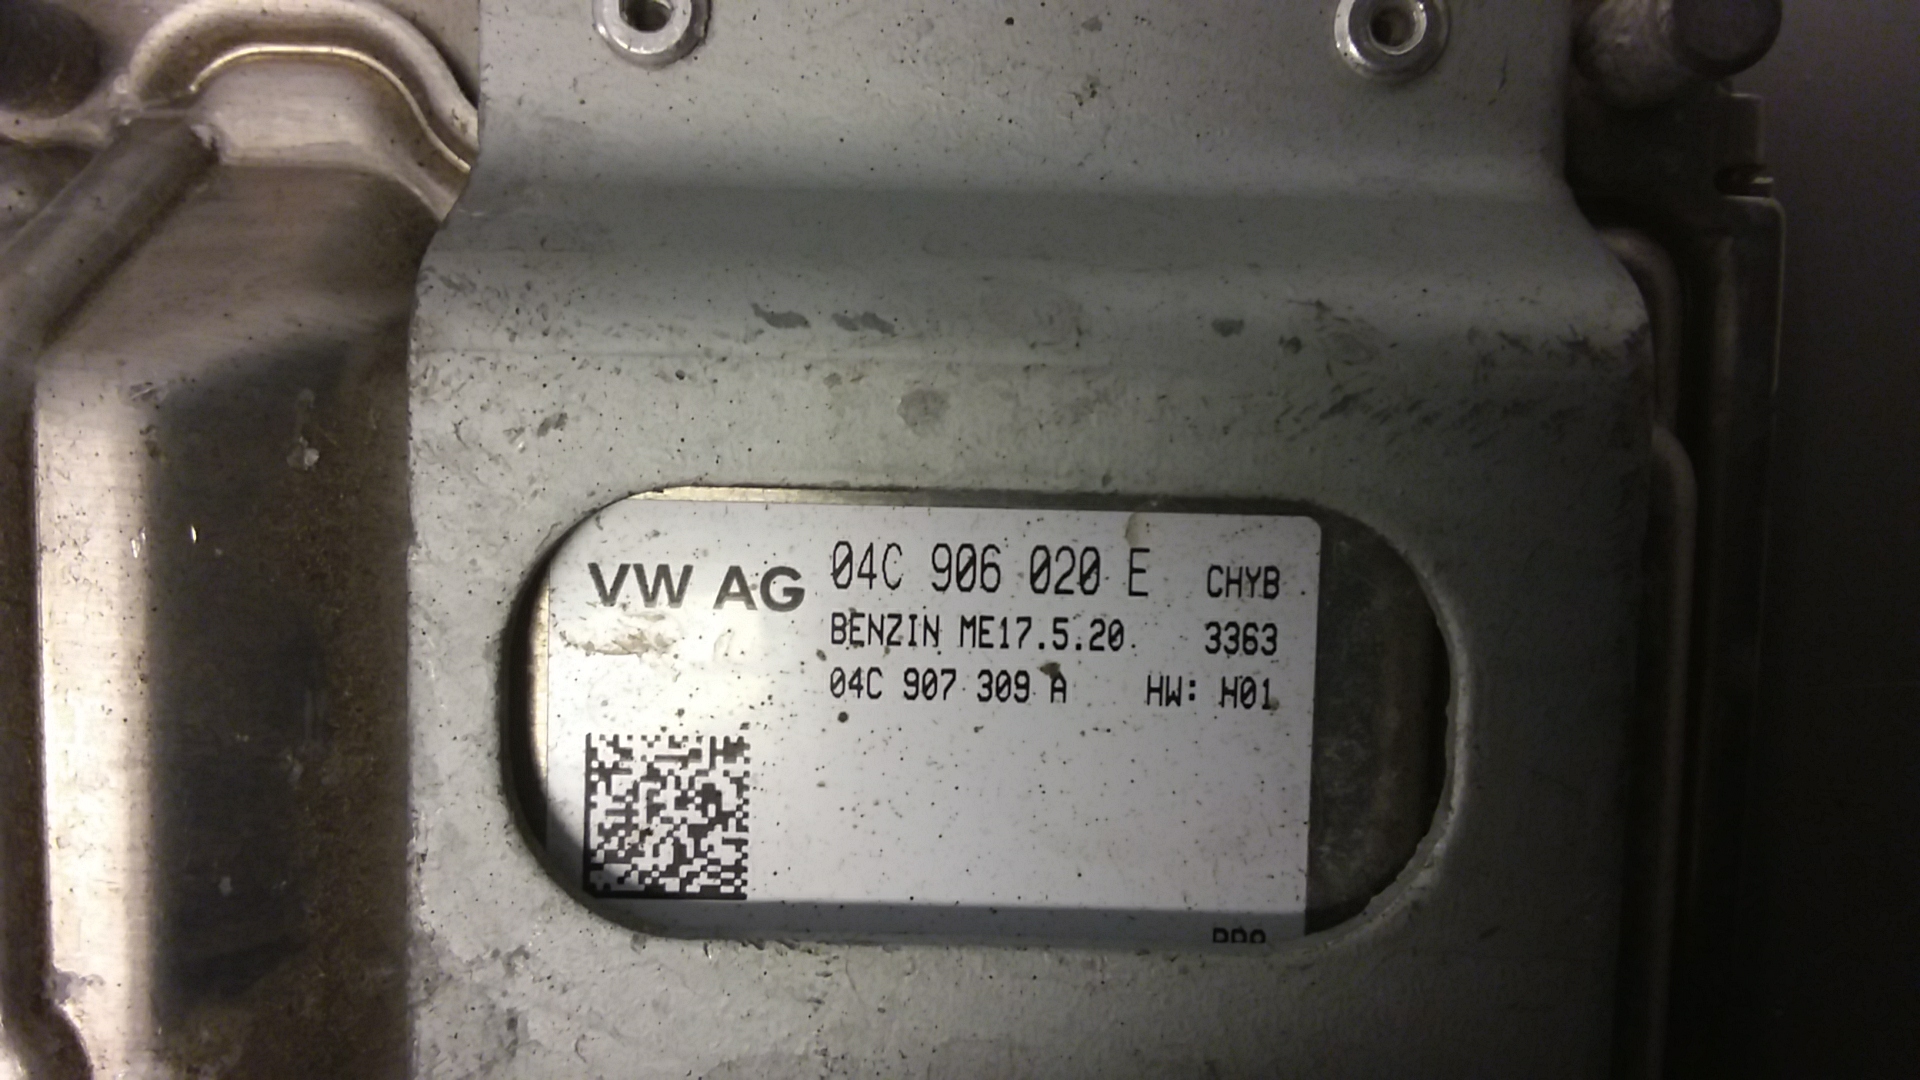 VW AG 04C 906 020 E CHYB
BENZIN ME17.5.20 3363
04C 907 309 A HW: H01